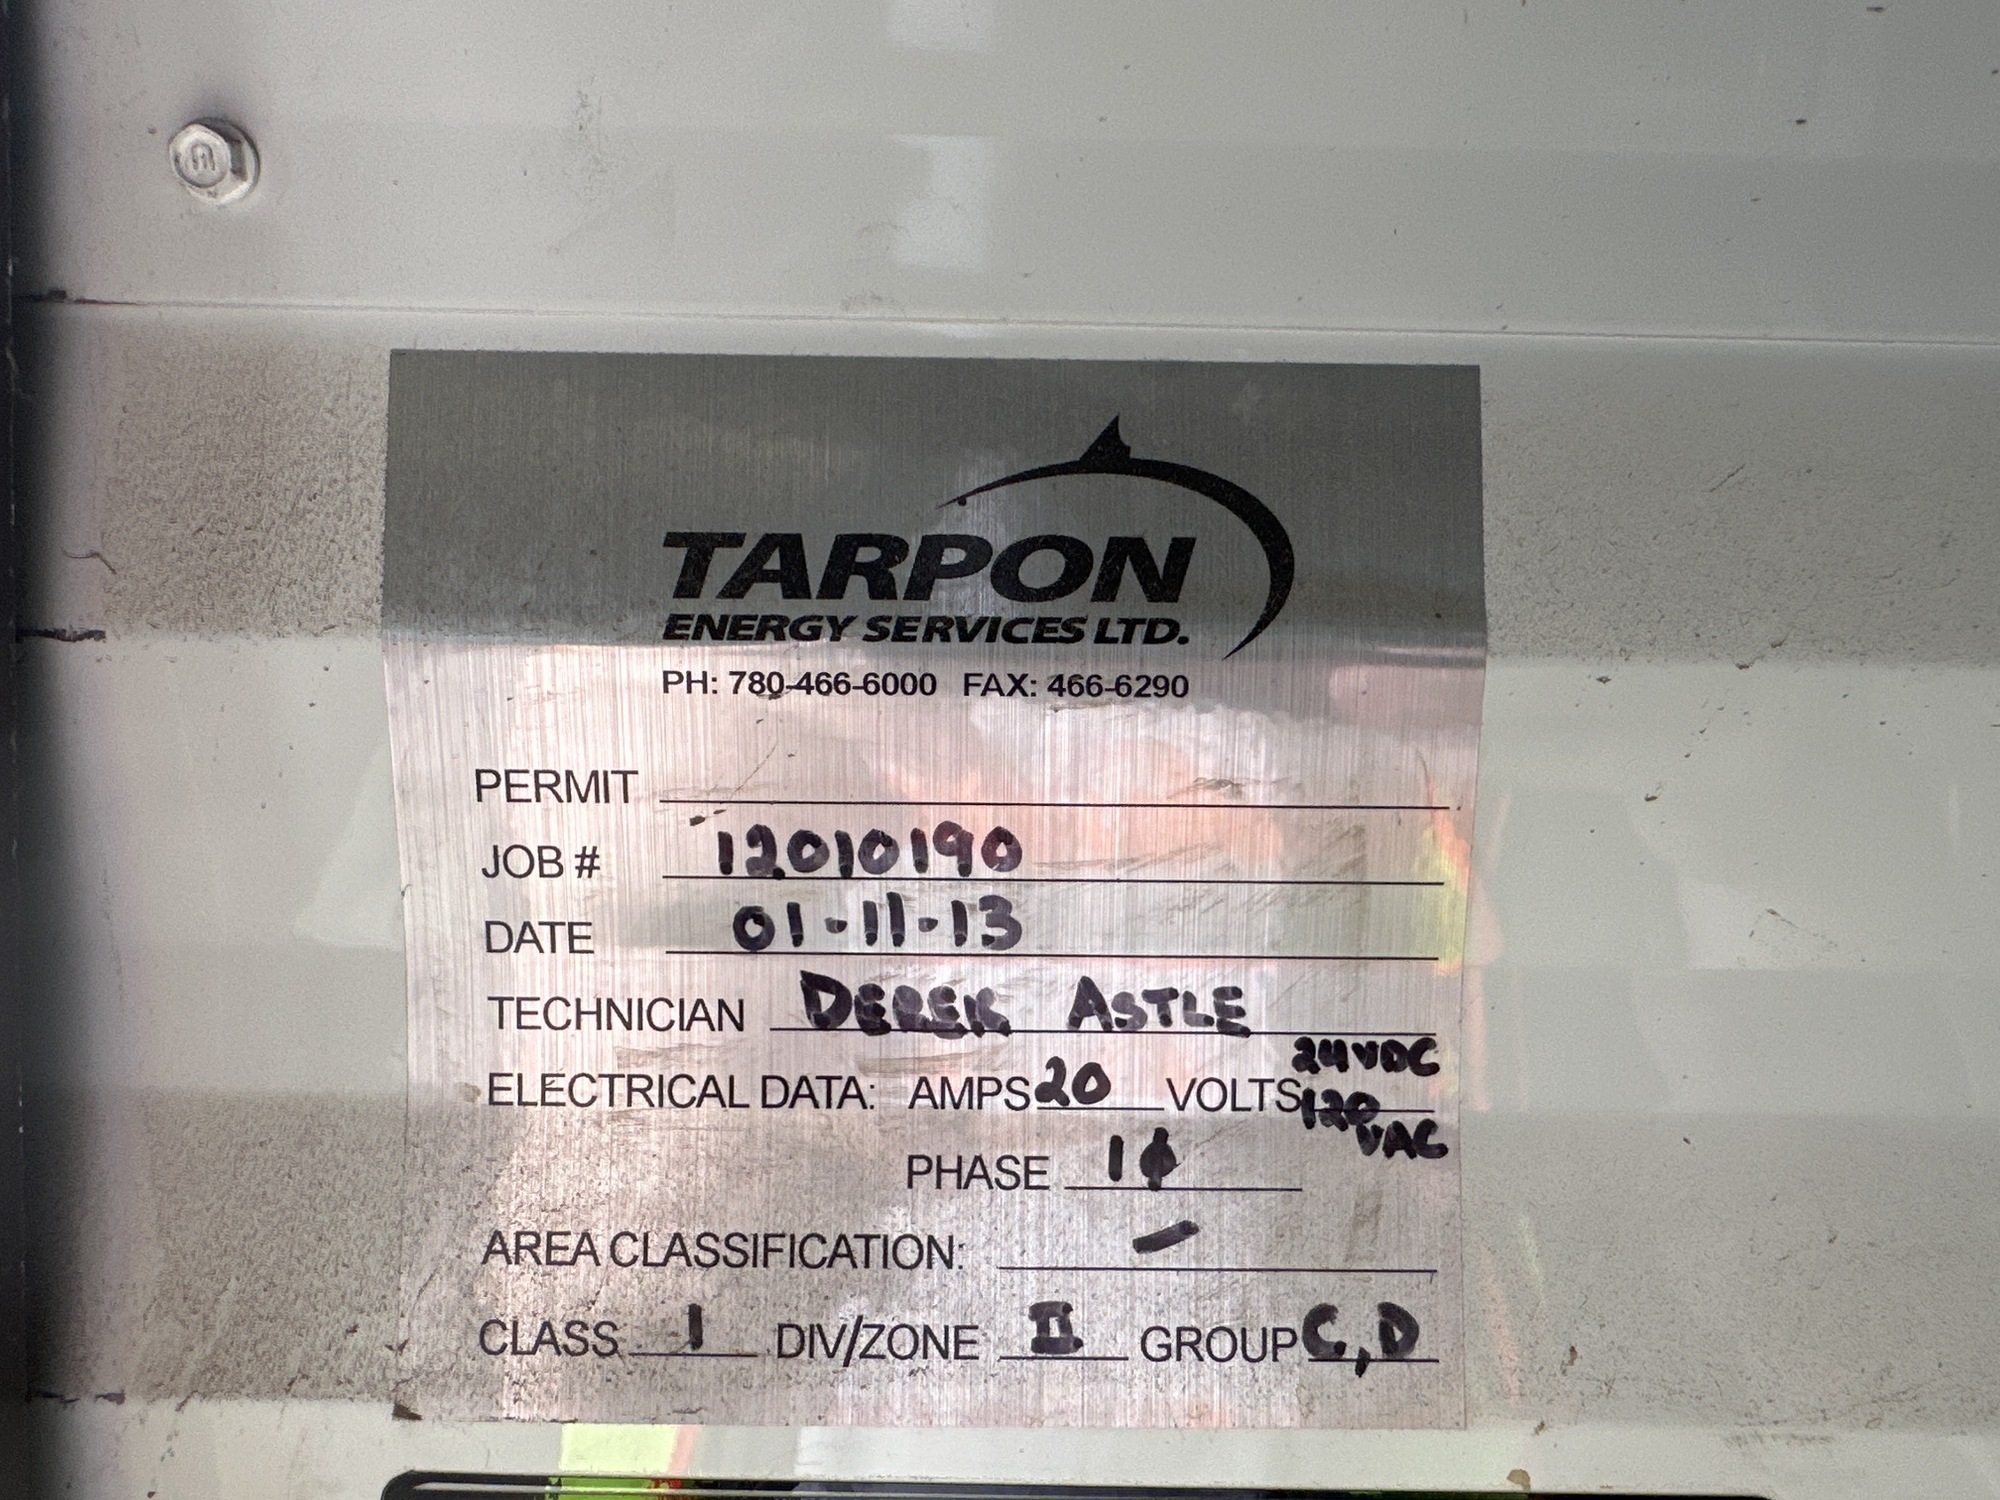 TARPON
ENERGY SERVICES LTD.
PH: 780-466-6000 FAX: 466-6290
PERMIT
JOB # 12010190
DATE 01-11-13
TECHNICIAN DEREK ASTLE
ELECTRICAL DATA: AMPS 20 VOLTS 24VDC
120 VAC
PHASE 1ϕ
AREA CLASSIFICATION: -
CLASS 1 DIV/ZONE II GROUP C, D